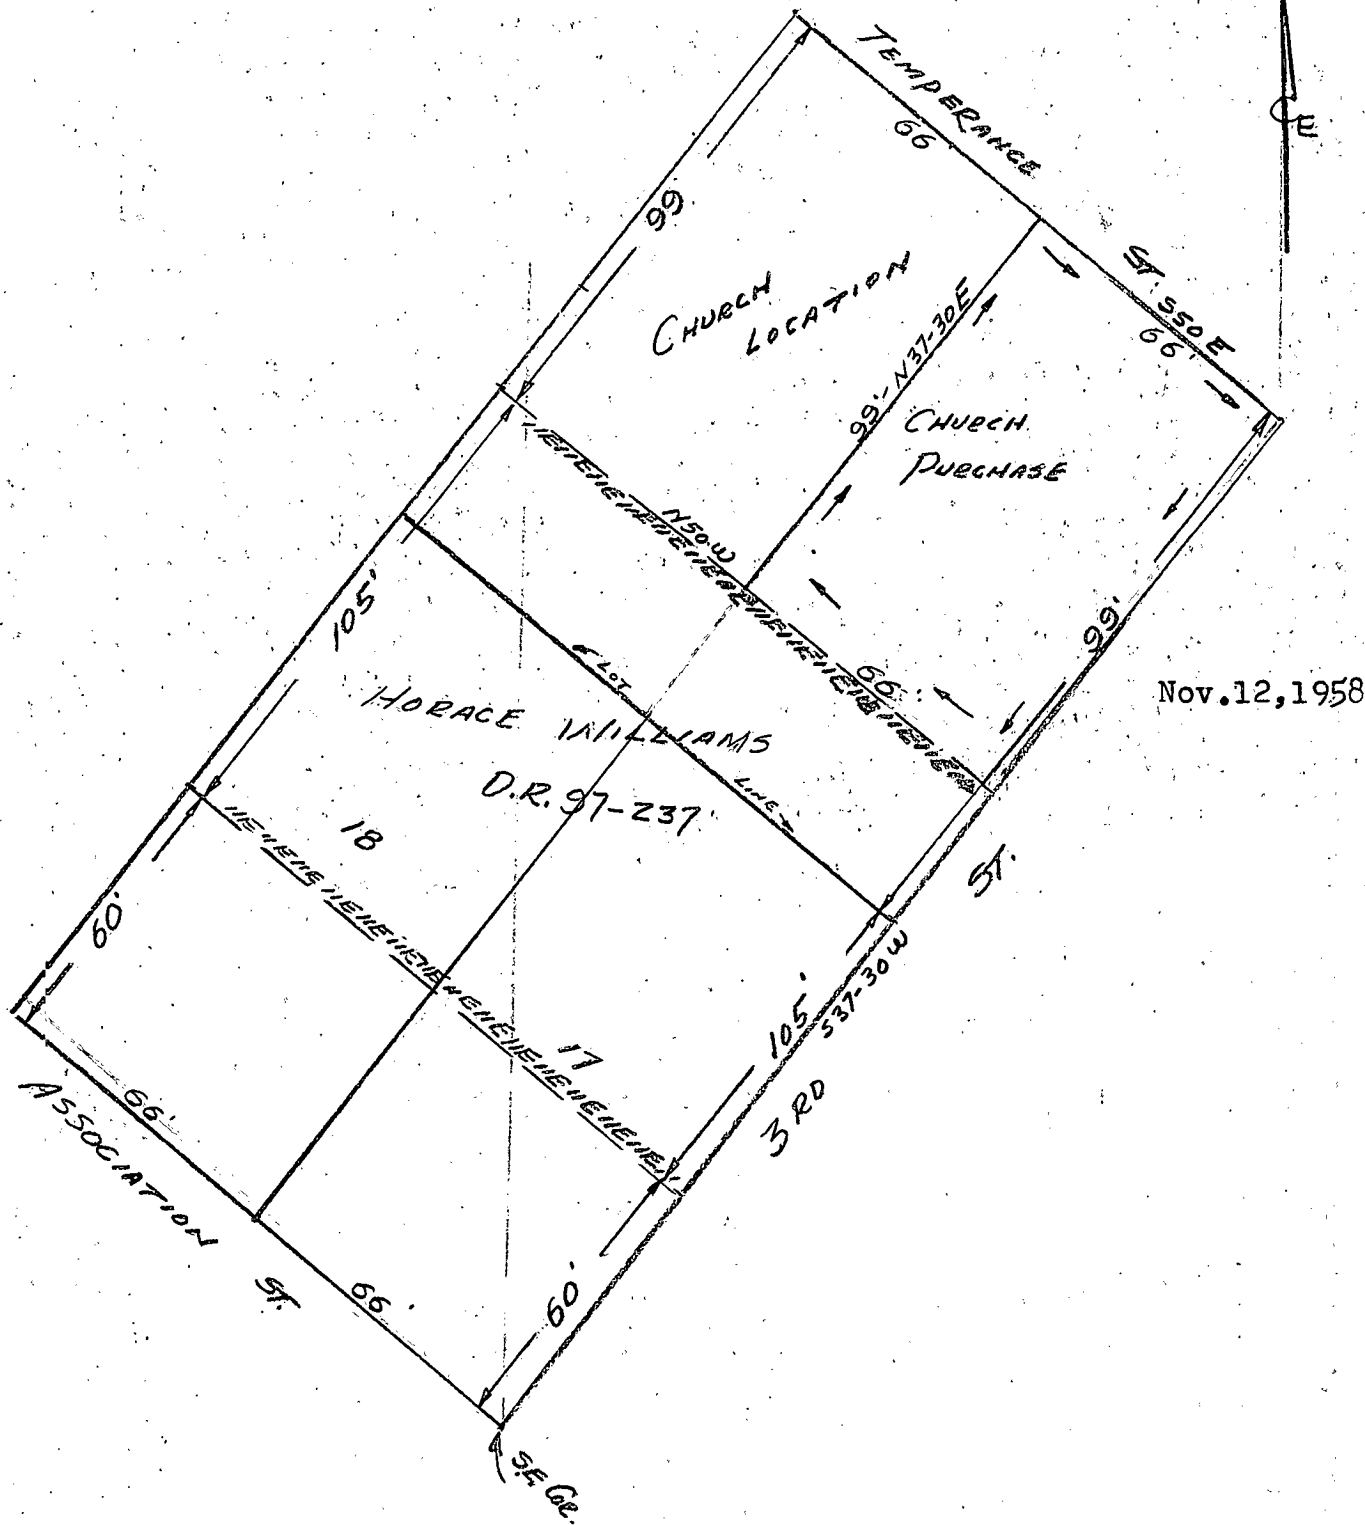 TEMPERANCE
66
ST. S50E
66'
99
CHURCH
LOCATION
99'-N37-30E
CHURCH
PURCHASE
N50W
99'
66
Nov.12,1958
105'
LOT
LINE
HORACE WILLIAMS
D.R. 97-237
18
ST.
60'
17
105'
S37-30W
3RD
66'
ASSOCIATION
ST.
66'
60'
S.E. Cor.
E